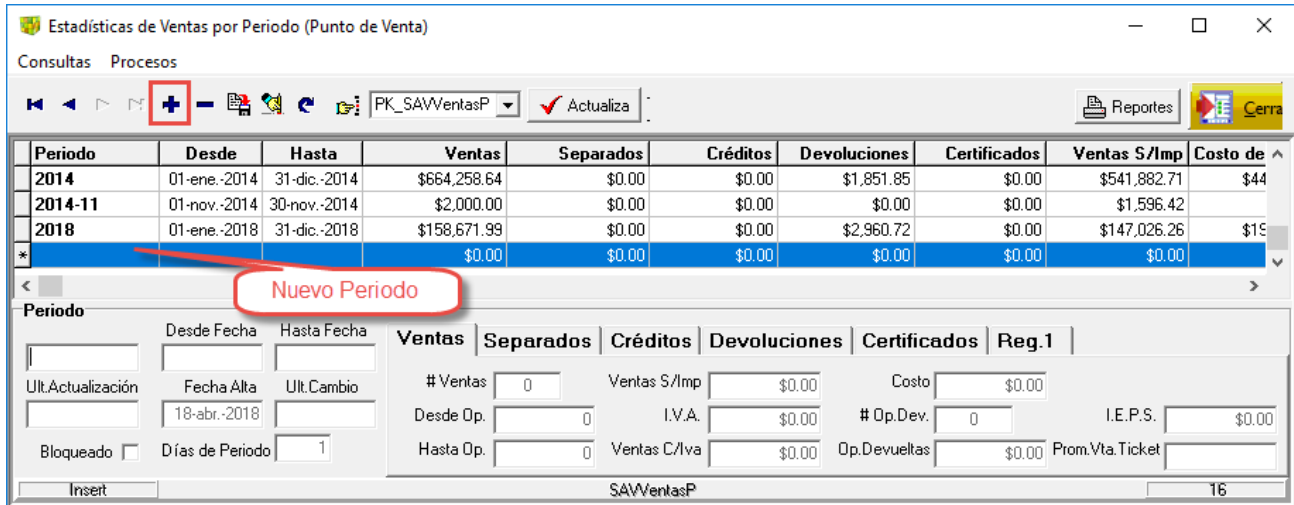 Estadísticas de Ventas por Periodo (Punto de Venta)
Consultas Procesos
PK_SAVVentasP Actualiza Reportes Cerra
Periodo Desde Hasta Ventas Separados Créditos Devoluciones Certificados Ventas S/Imp Costo de
2014 01-ene.-2014 31-dic.-2014 $664,258.64 $0.00 $0.00 $1,851.85 $0.00 $541,882.71 $44
2014-11 01-nov.-2014 30-nov.-2014 $2,000.00 $0.00 $0.00 $0.00 $0.00 $1,596.42
2018 01-ene.-2018 31-dic.-2018 $158,671.99 $0.00 $0.00 $2,960.72 $0.00 $147,026.26 $19
* $0.00 $0.00 $0.00 $0.00 $0.00 $0.00
Nuevo Periodo
Periodo
Desde Fecha Hasta Fecha Ventas Separados Créditos Devoluciones Certificados Reg.1
Ult.Actualización Fecha Alta Ult.Cambio # Ventas 0 Ventas S/Imp $0.00 Costo $0.00
18-abr.-2018 Desde Op. 0 I.V.A. $0.00 # Op.Dev. 0 I.E.P.S. $0.00
Bloqueado Días de Periodo 1 Hasta Op. 0 Ventas C/Iva $0.00 Op.Devueltas $0.00 Prom.Vta.Ticket
Insert SAVVentasP 16